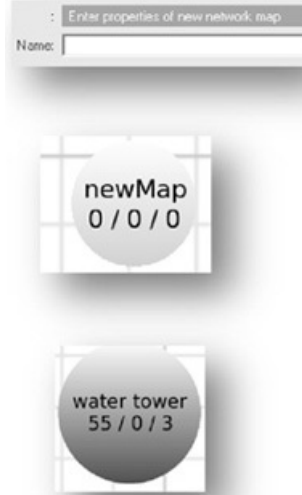 : Enter properties of new network map
Name:
newMap
0 / 0 / 0
water tower
55 / 0 / 3